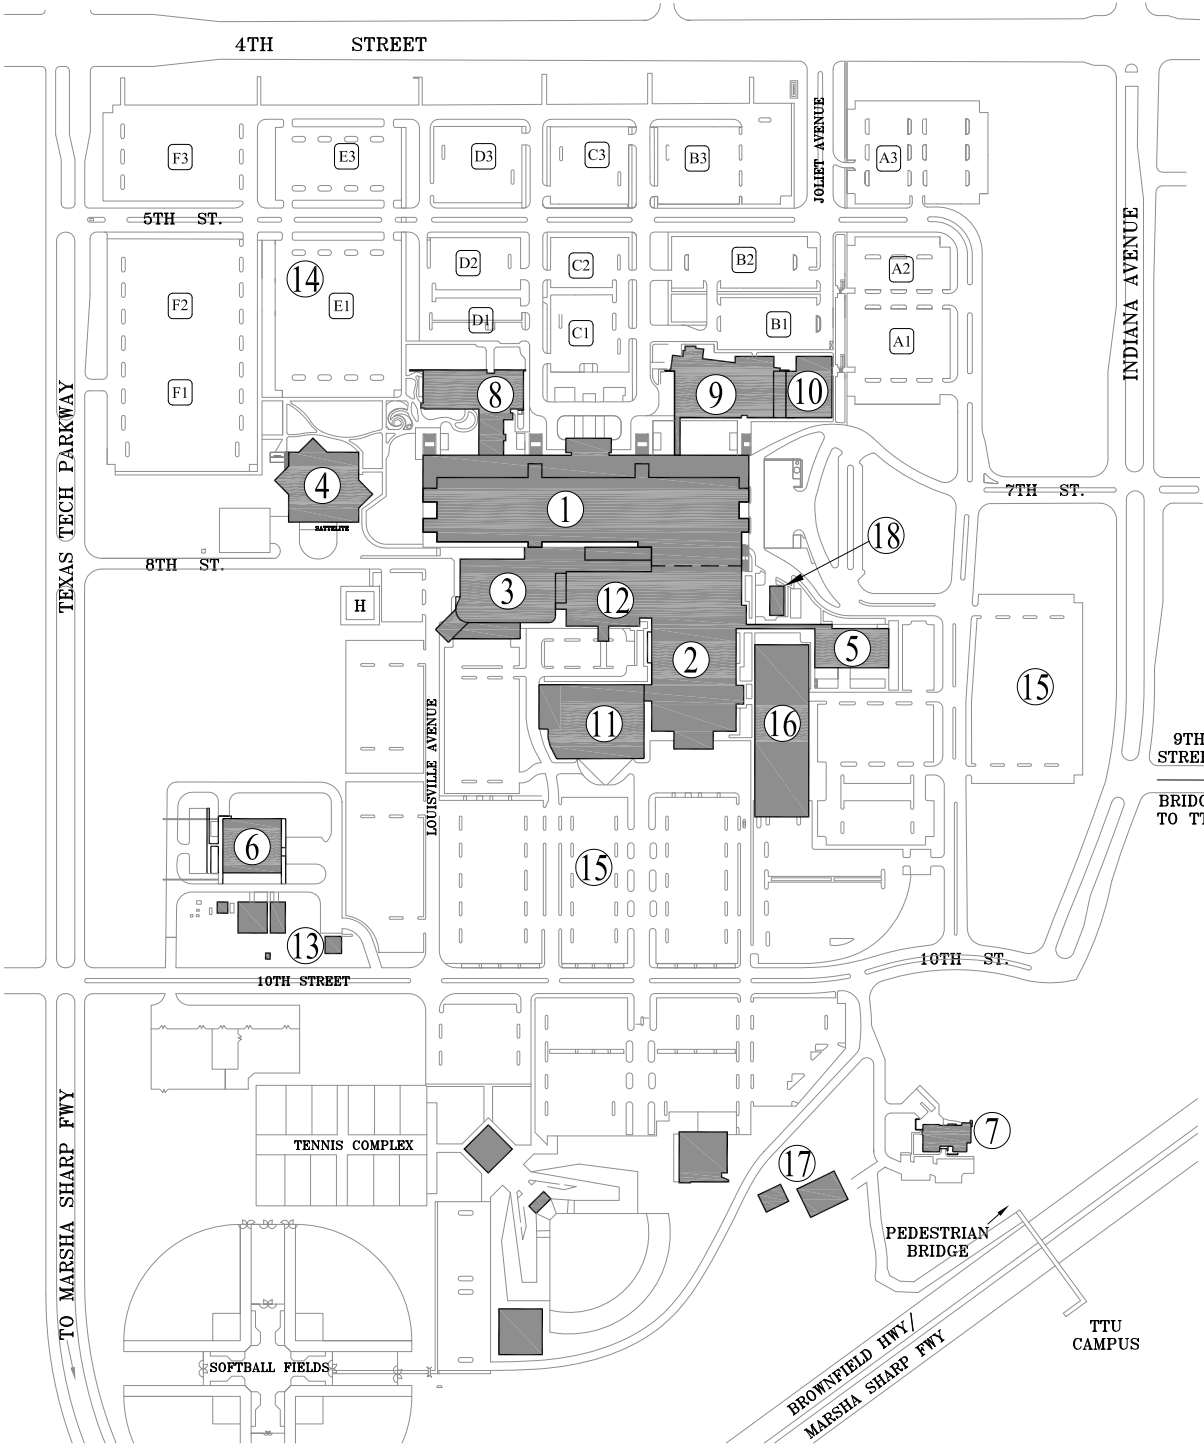 4TH STREET
JOLIET AVENUE
F3
E3
D3
C3
B3
A3
5TH ST.
INDIANA AVENUE
F2
14
E1
D2
D1
C2
C1
B2
B1
A2
A1
F1
TEXAS TECH PARKWAY
8
9
10
4
SATTELITE
1
7TH ST.
18
8TH ST.
H
3
12
5
2
15
11
16
LOUISVILLE AVENUE
9TH
STREE
BRIDG
TO TT
6
15
13
10TH ST.
10TH STREET
TO MARSHA SHARP FWY
TENNIS COMPLEX
7
17
PEDESTRIAN
BRIDGE
TTU
CAMPUS
BROWNFIELD HWY/
MARSHA SHARP FWY
SOFTBALL FIELDS